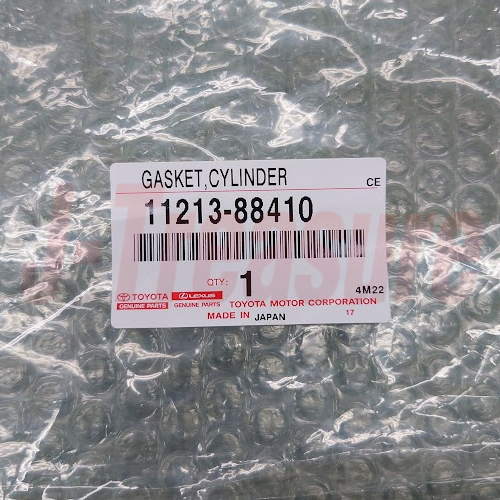 GASKET,CYLINDER
CE
11213-88410
QTY: 1
4M22
TOYOTA
GENUINE PARTS
LEXUS
GENUINE PARTS
TOYOTA MOTOR CORPORATION
MADE IN JAPAN
17